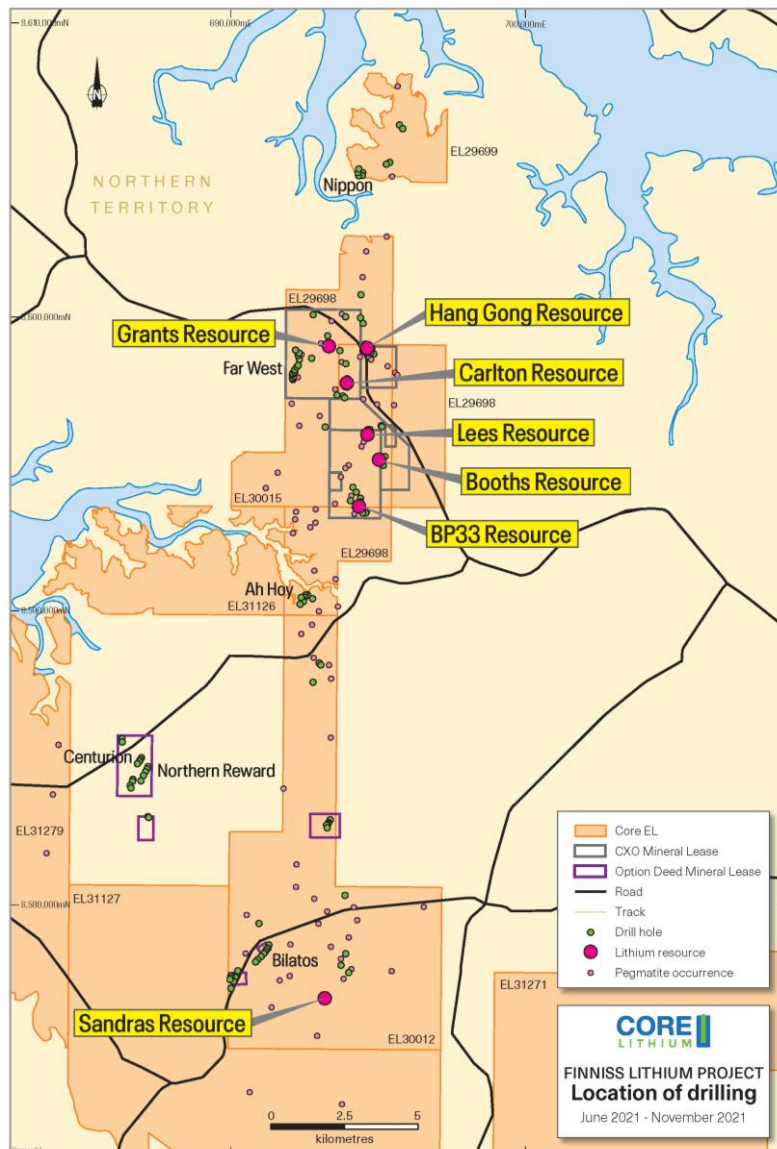 8,610,000mN
690,000mE
700,000mE
N
NORTHERN
TERRITORY
EL29699
Nippon
EL29698
8,600,000mN
Grants Resource
Hang Gong Resource
Far West
Carlton Resource
EL29698
Lees Resource
Booths Resource
EL30015
BP33 Resource
EL29698
Ah Hoy
8,590,000mN
EL31126
Centurion
Northern Reward
EL31279
EL31127
8,580,000mN
Bilatos
EL31271
Sandras Resource
EL30012
0 2.5 5
kilometres
Core EL
CXO Mineral Lease
Option Deed Mineral Lease
Road
Track
Drill hole
Lithium resource
Pegmatite occurrence
CORE
LITHIUM
FINNISS LITHIUM PROJECT
Location of drilling
June 2021 - November 2021